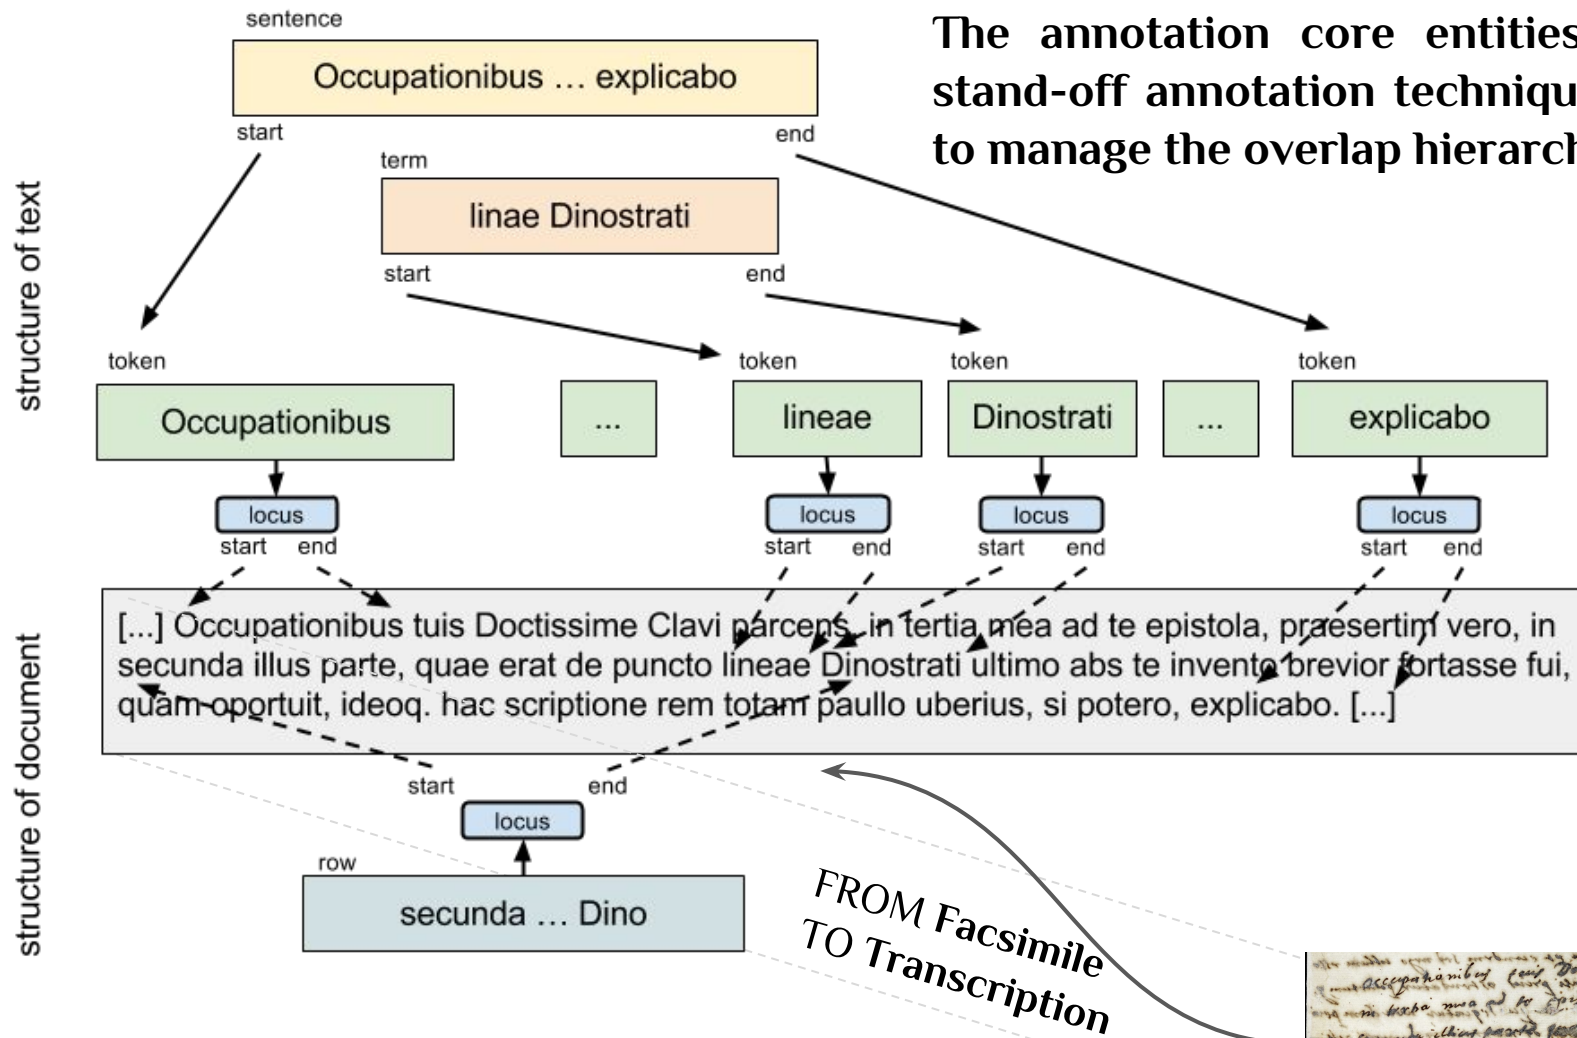 The annotation core entities
stand-off annotation techniqu
to manage the overlap hierarch
structure of text
sentence
Occupationibus … explicabo
start
end
term
linae Dinostrati
start
end
token
token
token
token
Occupationibus
...
lineae
Dinostrati
...
explicabo
locus
locus
locus
locus
start
end
start
end
start
end
start
end
structure of document
[...] Occupationibus tuis Doctissime Clavi parcens, in tertia mea ad te epistola, praesertim vero, in
secunda illus parte, quae erat de puncto lineae Dinostrati ultimo abs te invento brevior fortasse fui,
quam oportuit, ideoq. hac scriptione rem totam paullo uberius, si potero, explicabo. [...]
start
end
locus
row
secunda … Dino
FROM Facsimile
TO Transcription
occupationibus tuis
mea ad te